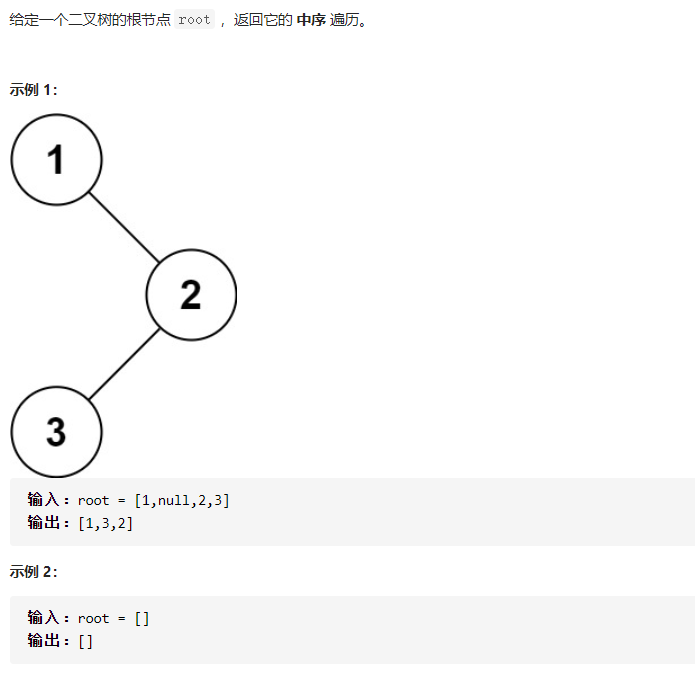 给定一个二叉树的根节点 root ，返回它的 中序 遍历。
示例 1:
1
2
3
输入：root = [1,null,2,3]
输出：[1,3,2]
示例 2:
输入：root = []
输出：[]